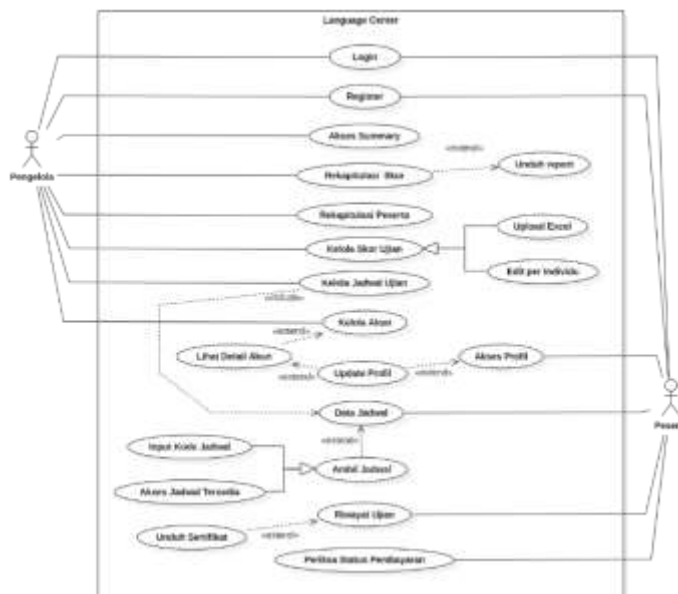 Language Center
Login
Register
Akses Summary
«extend»
Unduh report
Pengelola
Rekapitulasi Skor
Rekapitulasi Peserta
Kelola Skor Ujian
Upload Excel
Edit per Individu
Kelola Jadwal Ujian
«include»
Kelola Akun
«extend»
Lihat Detail Akun
Akses Profil
Update Profil
«extend»
«extend»
Data Jadwal
Input Kode Jadwal
«extend»
Ambil Jadwal
Akses Jadwal Tersedia
Riwayat Ujian
Unduh Sertifikat
«extend»
Periksa Status Pembayaran